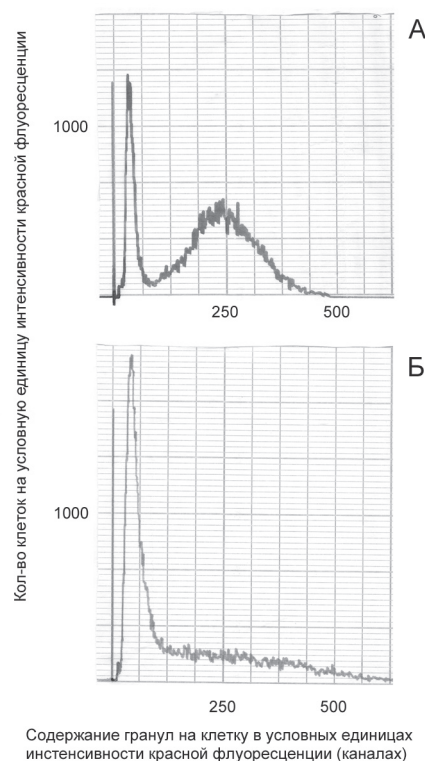 А
Кол-во клеток на условную единицу интенсивности красной флуоресценции
1000
250 500
Б
1000
250 500
Содержание гранул на клетку в условных единицах
инстенсивности красной флуоресценции (каналах)